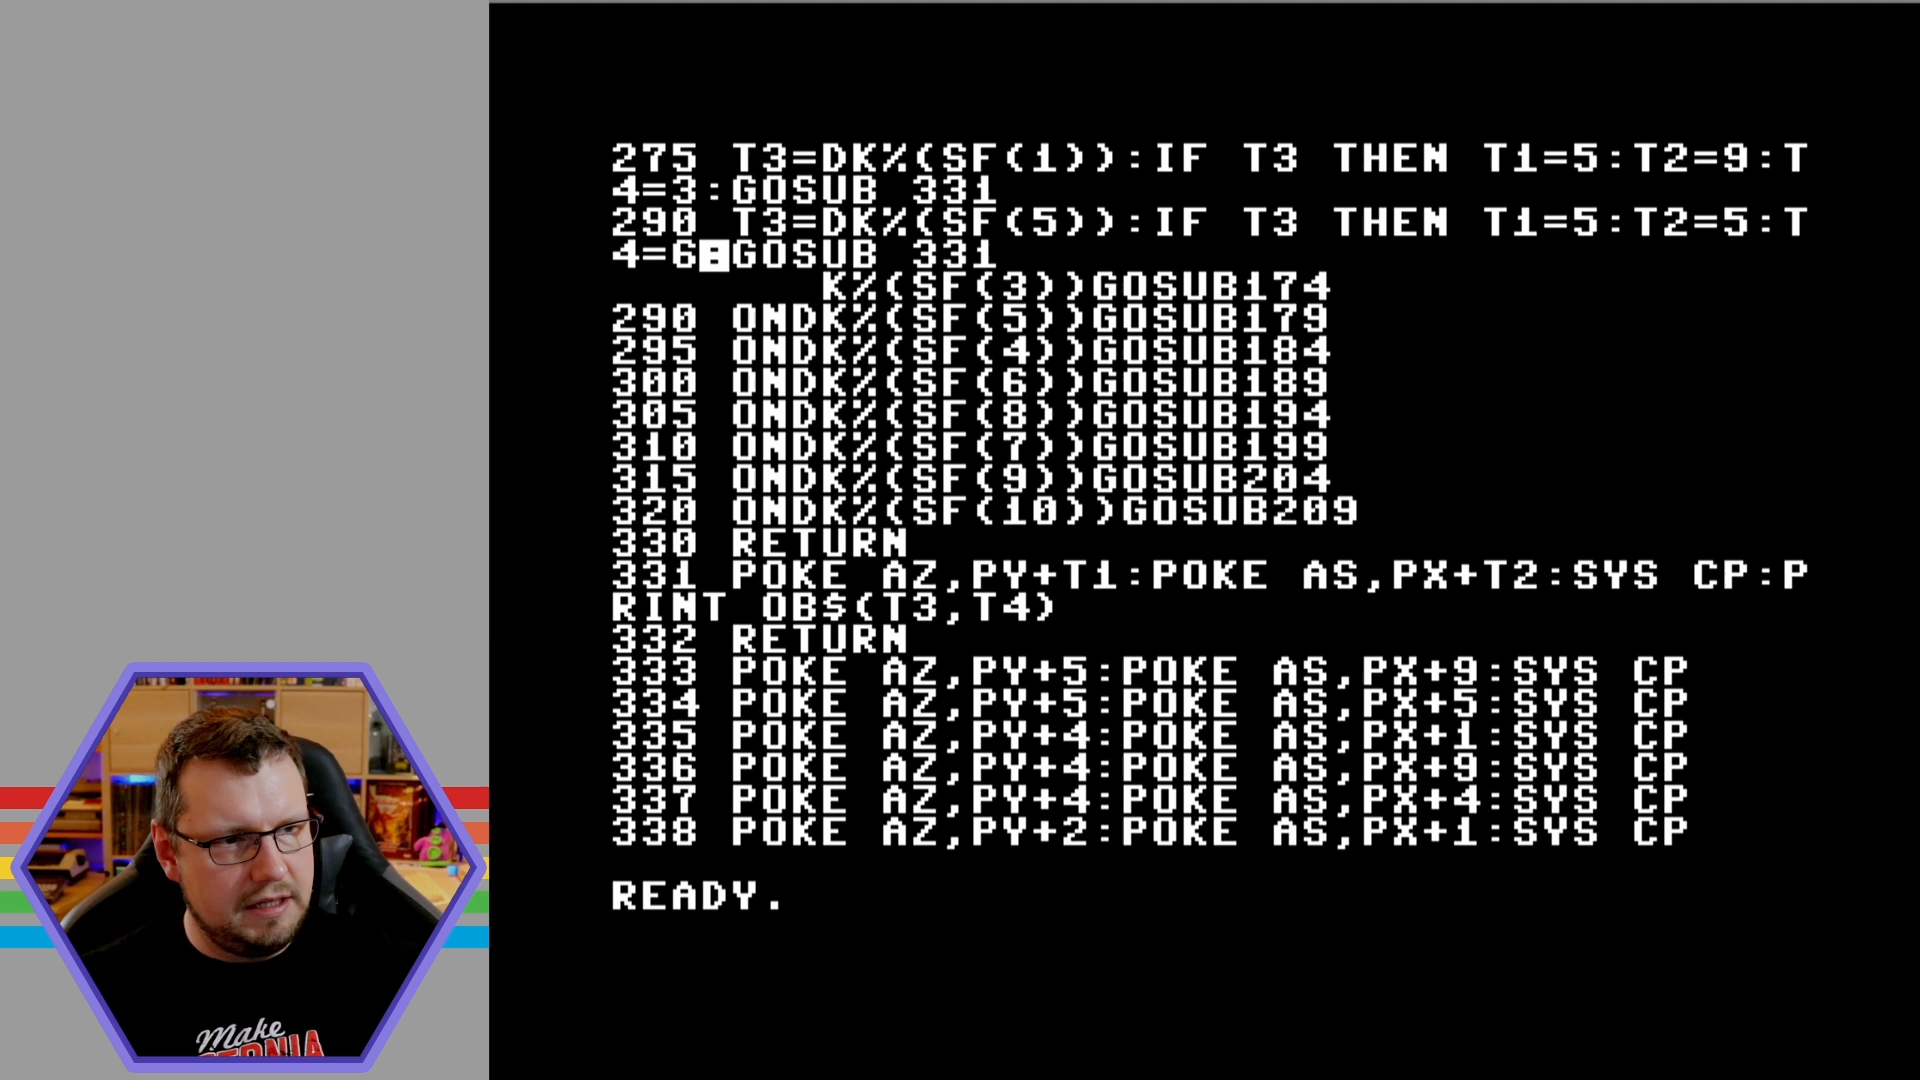 275 T3=DK%(SF(1)):IF T3 THEN T1=5:T2=9:T
4=3:GOSUB 331
290 T3=DK%(SF(5)):IF T3 THEN T1=5:T2=5:T
4=6:GOSUB 331
K%(SF(3))GOSUB174
290 ONDK%(SF(5))GOSUB179
295 ONDK%(SF(4))GOSUB184
300 ONDK%(SF(6))GOSUB189
305 ONDK%(SF(8))GOSUB194
310 ONDK%(SF(7))GOSUB199
315 ONDK%(SF(9))GOSUB204
320 ONDK%(SF(10))GOSUB209
330 RETURN
331 POKE AZ,PY+T1:POKE AS,PX+T2:SYS CP:P
RINT OB$(T3,T4)
332 RETURN
333 POKE AZ,PY+5:POKE AS,PX+9:SYS CP
334 POKE AZ,PY+5:POKE AS,PX+5:SYS CP
335 POKE AZ,PY+4:POKE AS,PX+1:SYS CP
336 POKE AZ,PY+4:POKE AS,PX+9:SYS CP
337 POKE AZ,PY+4:POKE AS,PX+4:SYS CP
338 POKE AZ,PY+2:POKE AS,PX+1:SYS CP
READY.
Make